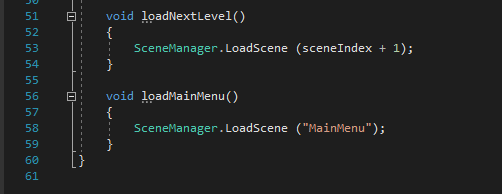 51 void loadNextLevel()
52 {
53 SceneManager.LoadScene (sceneIndex + 1);
54 }
55
56 void loadMainMenu()
57 {
58 SceneManager.LoadScene ("MainMenu");
59 }
60 }
61